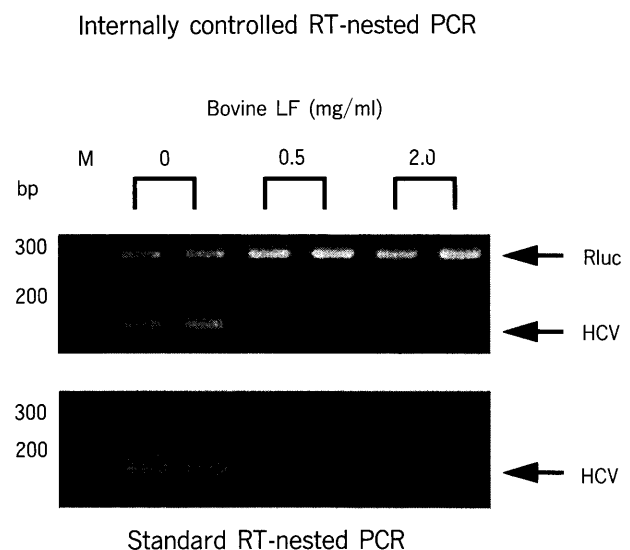 Internally controlled RT-nested PCR
Bovine LF (mg/ml)
M 0 0.5 2.0
bp
300
Rluc
200
HCV
300
200
HCV
Standard RT-nested PCR